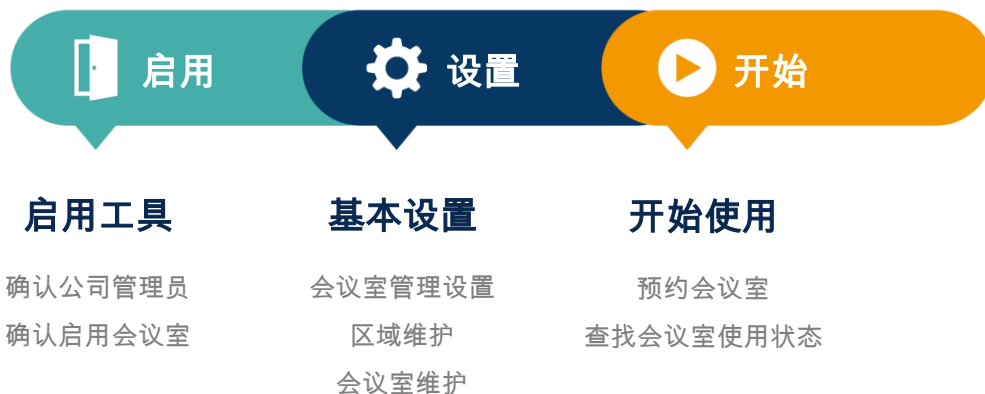 启用
设置
开始
启用工具
基本设置
开始使用
确认公司管理员
会议室管理设置
预约会议室
确认启用会议室
区域维护
查找会议室使用状态
会议室维护